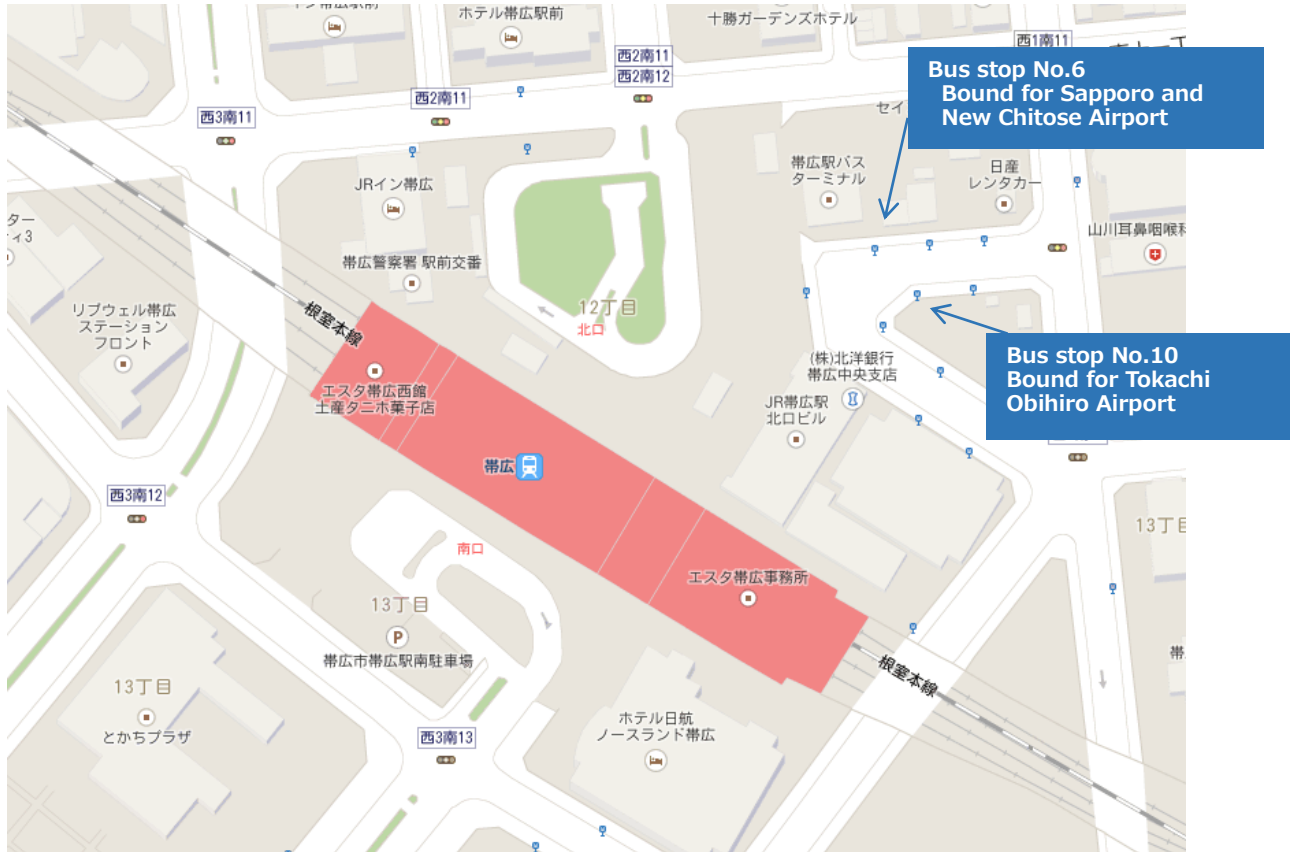 ホテル帯広駅前
十勝ガーデンズホテル
西1南11
西2南11
西2南12
Bus stop No.6
Bound for Sapporo and
New Chitose Airport
西2南11
西3南11
セイ
帯広駅バス
ターミナル
日産
レンタカー
JRイン帯広
山川耳鼻咽喉科
帯広警察署 駅前交番
ター
ィ3
12丁目
北口
リブウェル帯広
ステーション
フロント
根室本線
Bus stop No.10
Bound for Tokachi
Obihiro Airport
(株)北洋銀行
帯広中央支店
エスタ帯広西館
土産タニホ菓子店
JR帯広駅
北口ビル
帯広
西3南12
13丁目
南口
エスタ帯広事務所
13丁目
P
帯広市帯広駅南駐車場
帯
根室本線
13丁目
とかちプラザ
ホテル日航
ノースランド帯広
西3南13